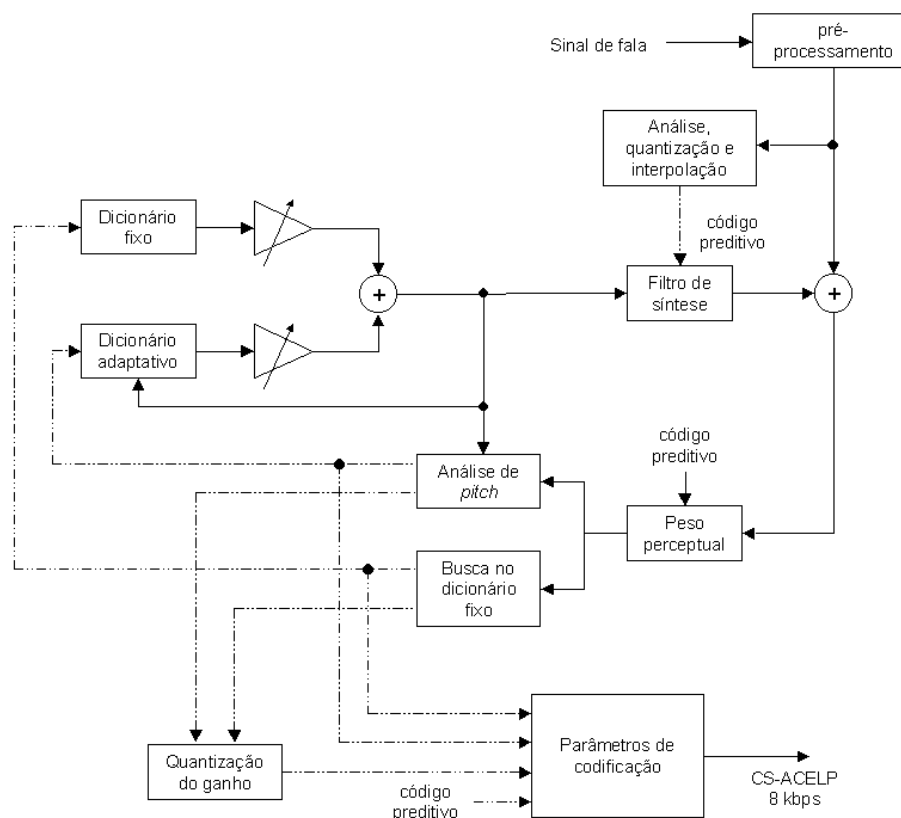 pré-
processamento
Sinal de fala
Análise,
quantização e
interpolação
código
preditivo
Dicionário
fixo
+
Filtro de
síntese
+
Dicionário
adaptativo
código
preditivo
Análise de
pitch
Peso
perceptual
Busca no
dicionário
fixo
Parâmetros de
codificação
Quantização
do ganho
código
preditivo
CS-ACELP
8 kbps